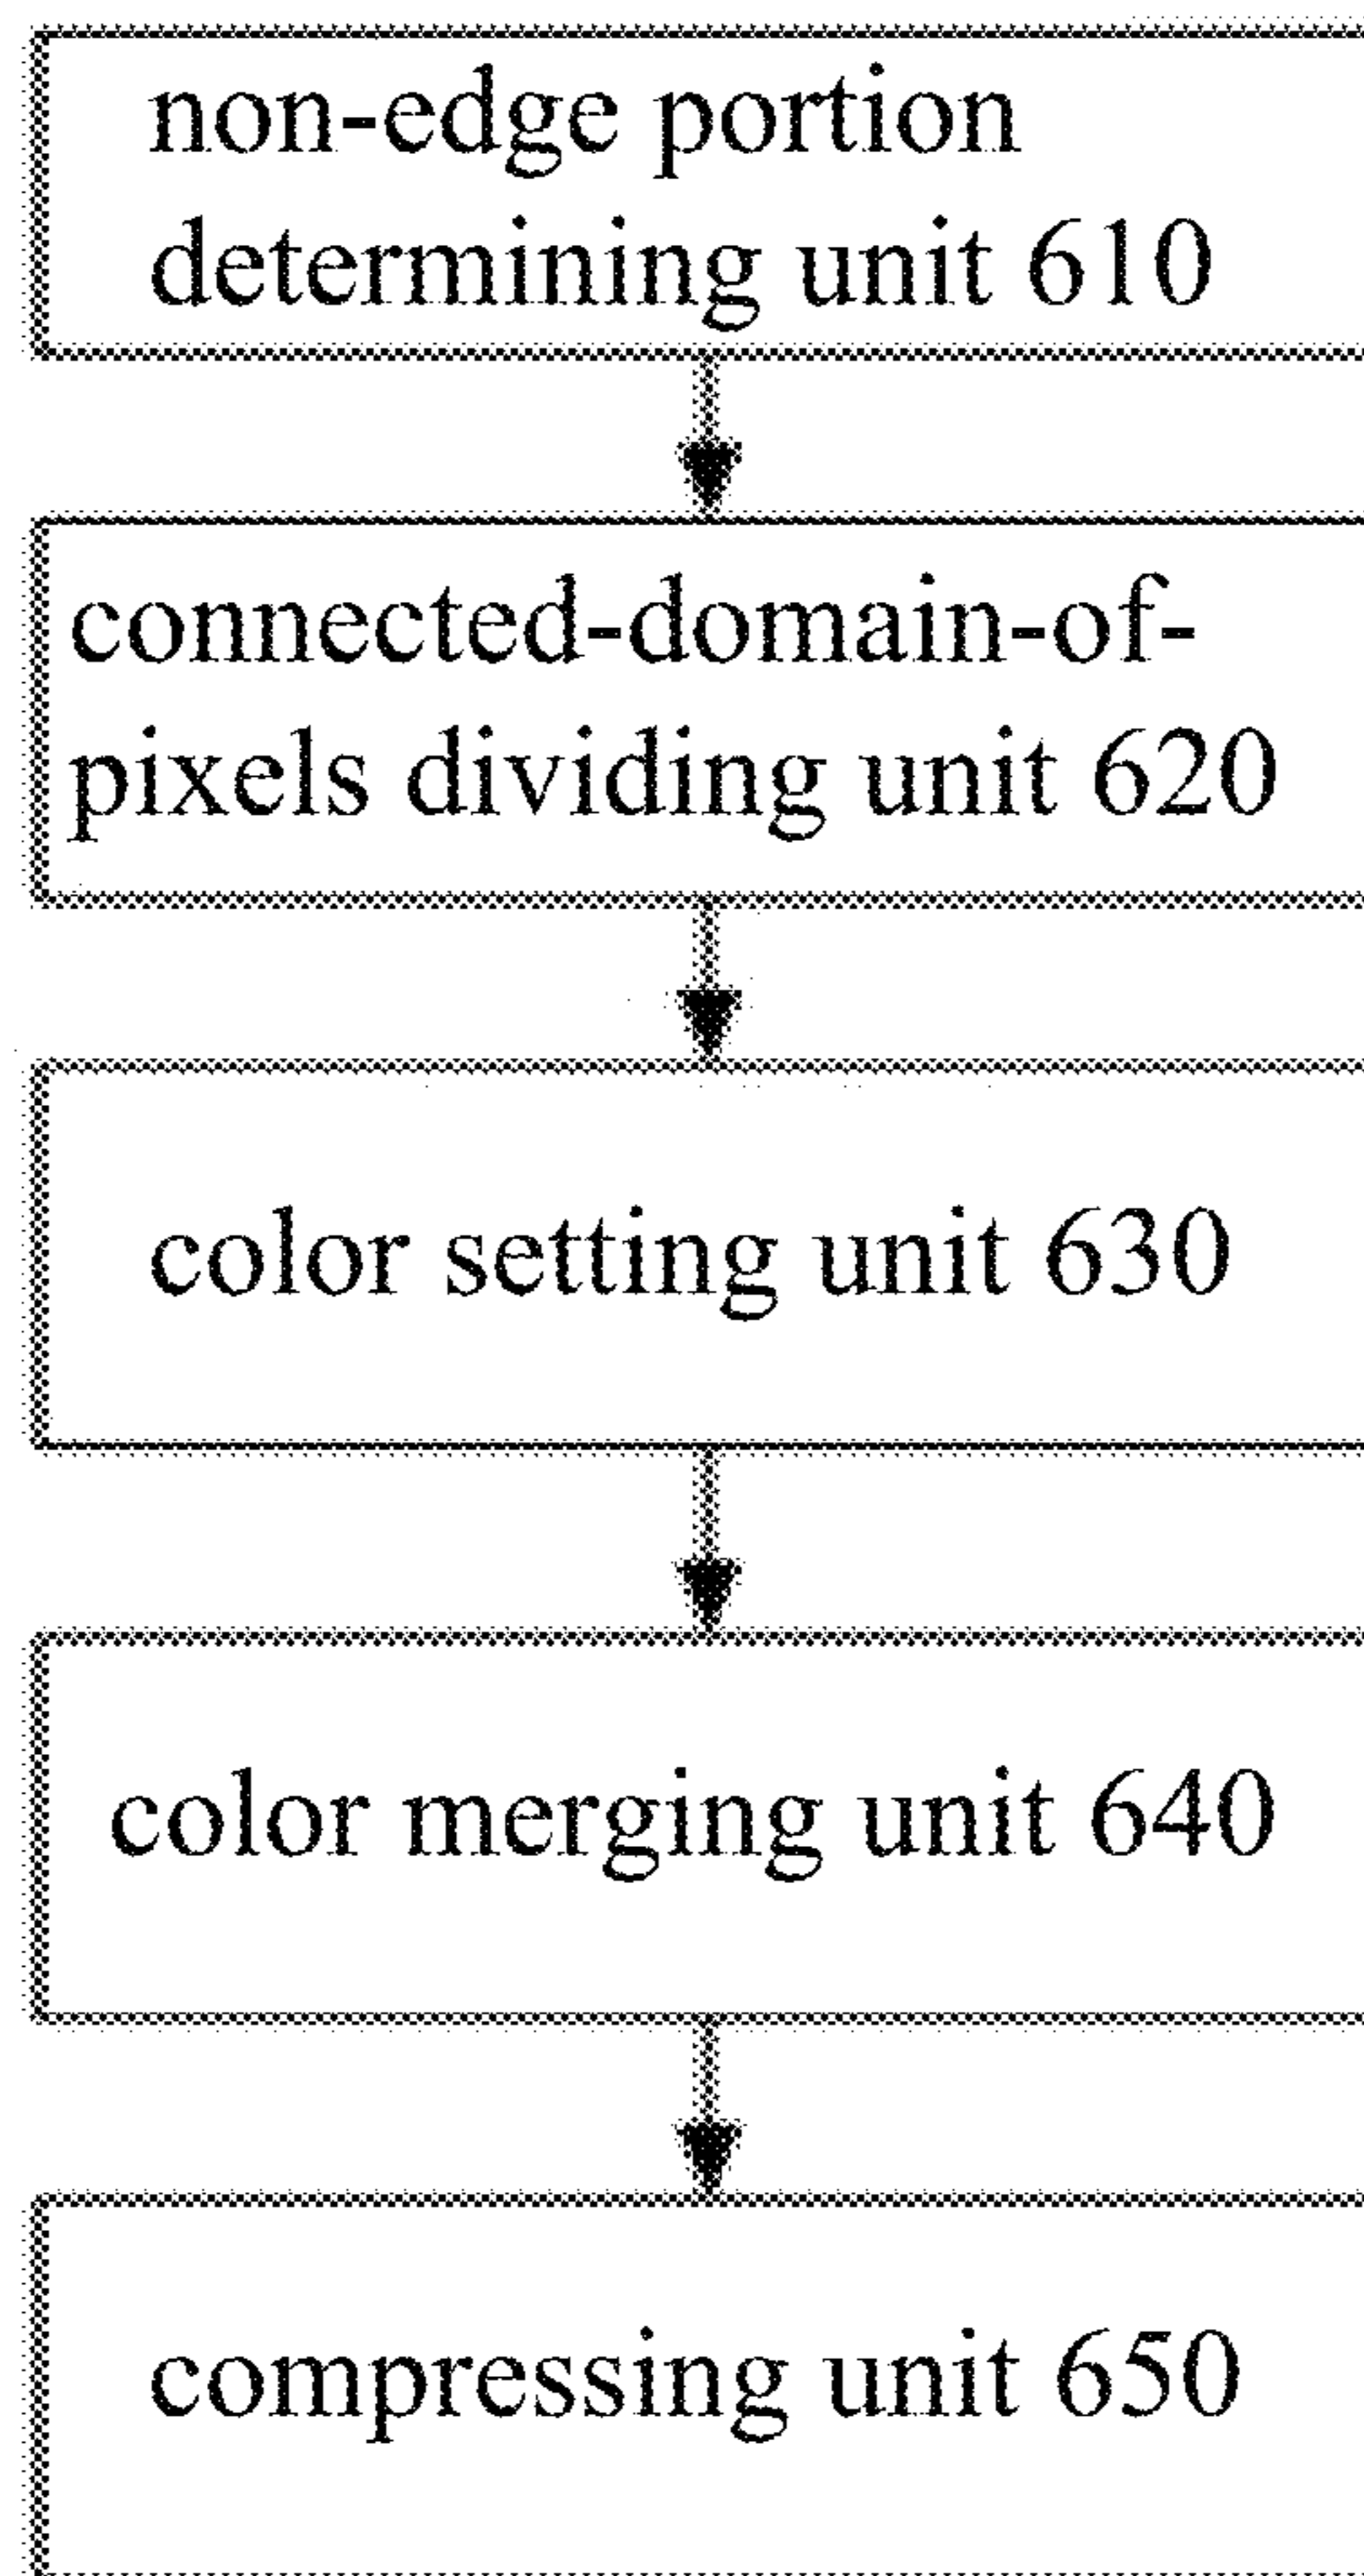 non-edge portion
determining unit 610
connected-domain-of-
pixels dividing unit 620
color setting unit 630
color merging unit 640
compressing unit 650